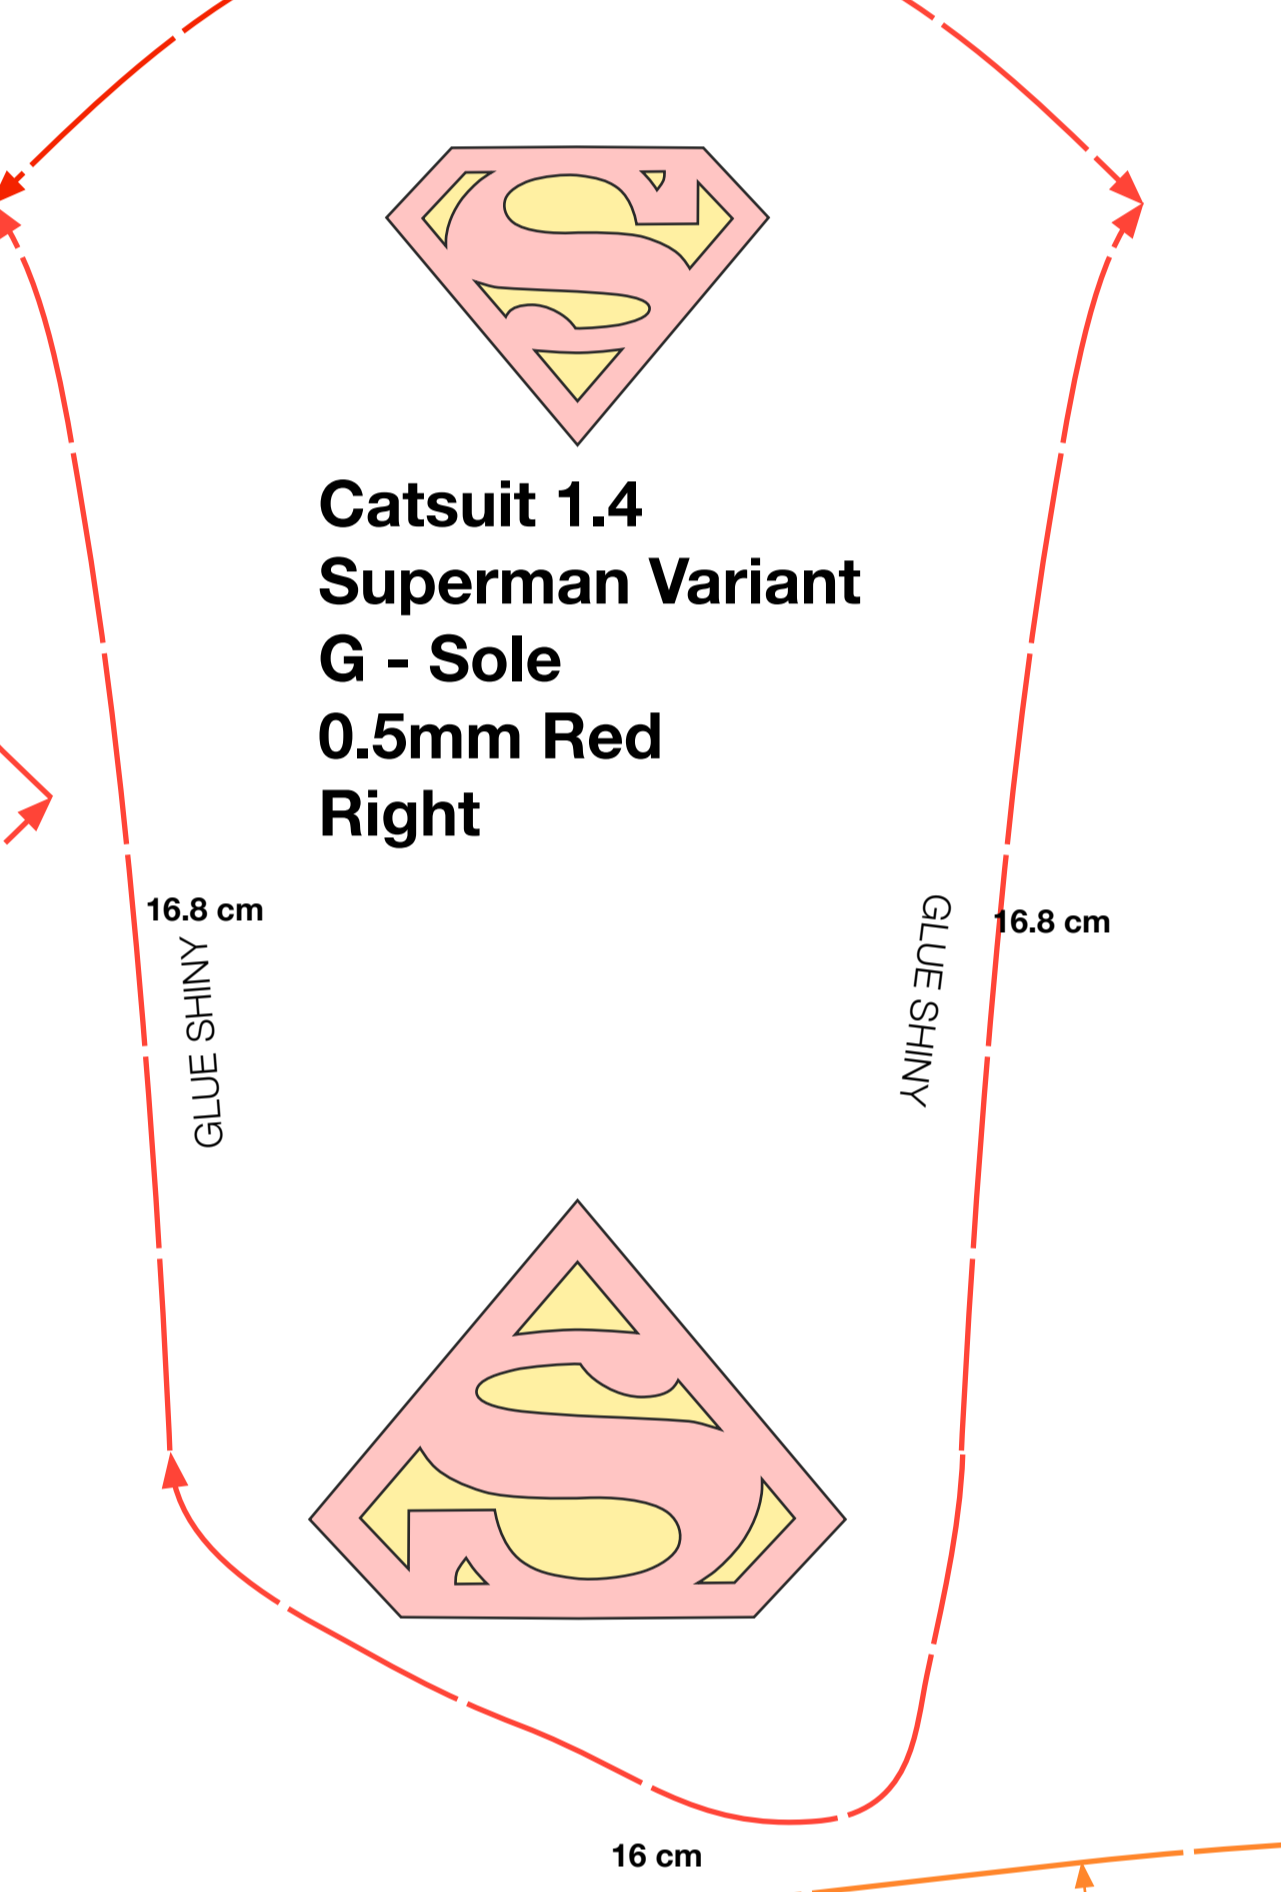 Catsuit 1.4
Superman Variant
G - Sole
0.5mm Red
Right
16.8 cm
GLUE SHINY
GLUE SHINY
16.8 cm
16 cm